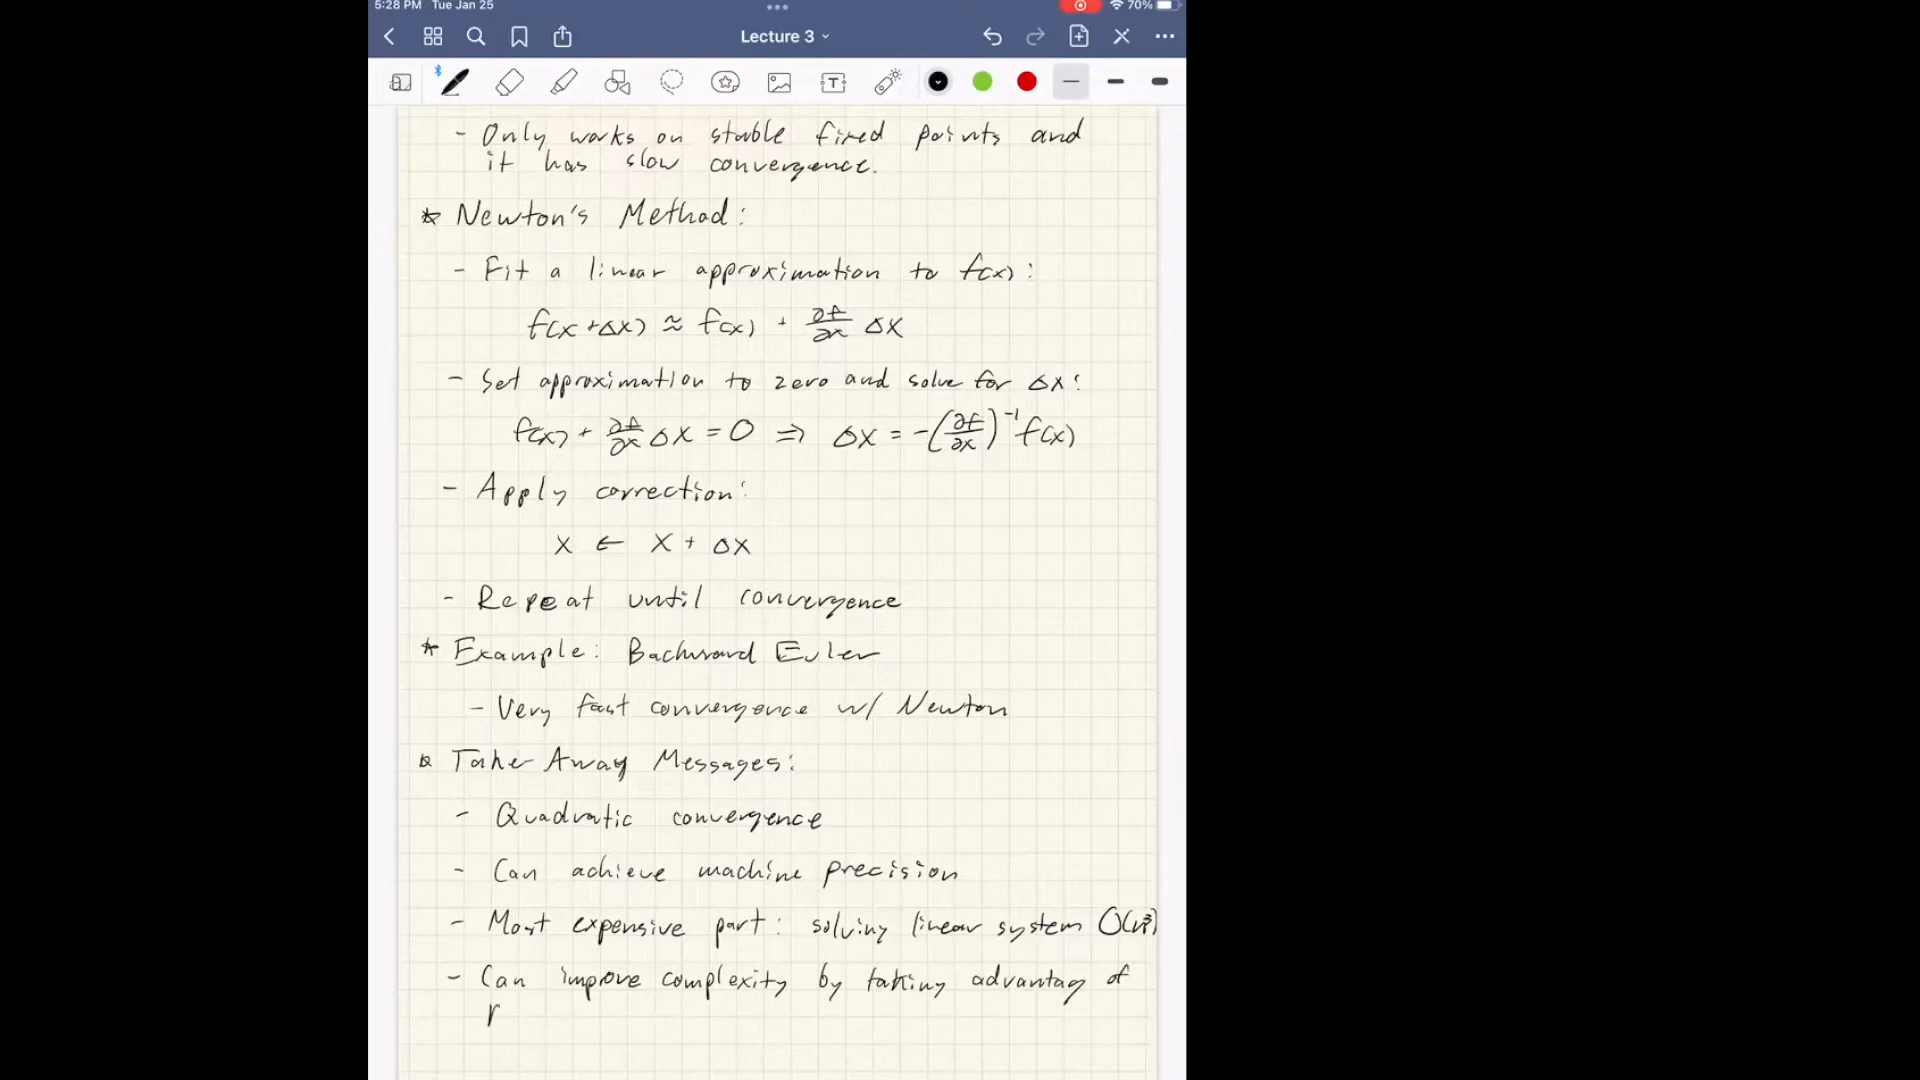 5:28 PM Tue Jan 25
70%
Lecture 3
- Only works on stable fixed points and
it has slow convergence.
* Newton's Method:
- Fit a linear approximation to f(x):
f(x+Δx) ≈ f(x) + ∂f/∂x Δx
- Set approximation to zero and solve for Δx:
f(x) + ∂f/∂x Δx = 0 ⇒ Δx = -(∂f/∂x)⁻¹ f(x)
- Apply correction:
x ← x + Δx
- Repeat until convergence
* Example: Backward Euler
- Very fast convergence w/ Newton
* Take Away Messages:
- Quadratic convergence
- Can achieve machine precision
- Most expensive part: solving linear system O(n³)
- Can improve complexity by taking advantag of